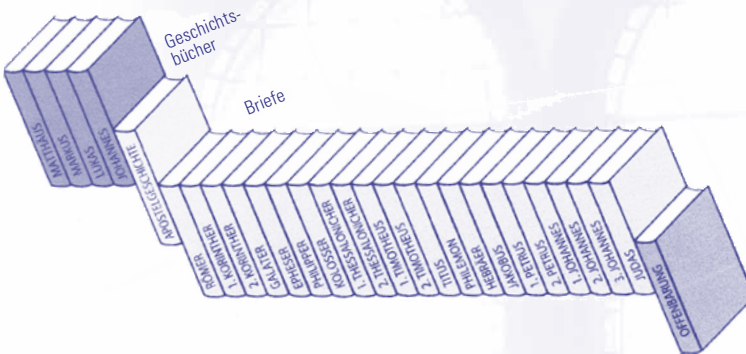 Geschichts-
bücher
Briefe
MATTHÄUS
MARKUS
LUKAS
JOHANNES
APOSTELGESCHICHTE
RÖMER
1. KORINTHER
2. KORINTHER
GALATER
EPHESER
PHILIPPER
KOLOSSER
1. THESSALONICHER
2. THESSALONICHER
1. TIMOTHEUS
2. TIMOTHEUS
TITUS
PHILEMON
HEBRÄER
JAKOBUS
1. PETRUS
2. PETRUS
1. JOHANNES
2. JOHANNES
3. JOHANNES
JUDAS
OFFENBARUNG